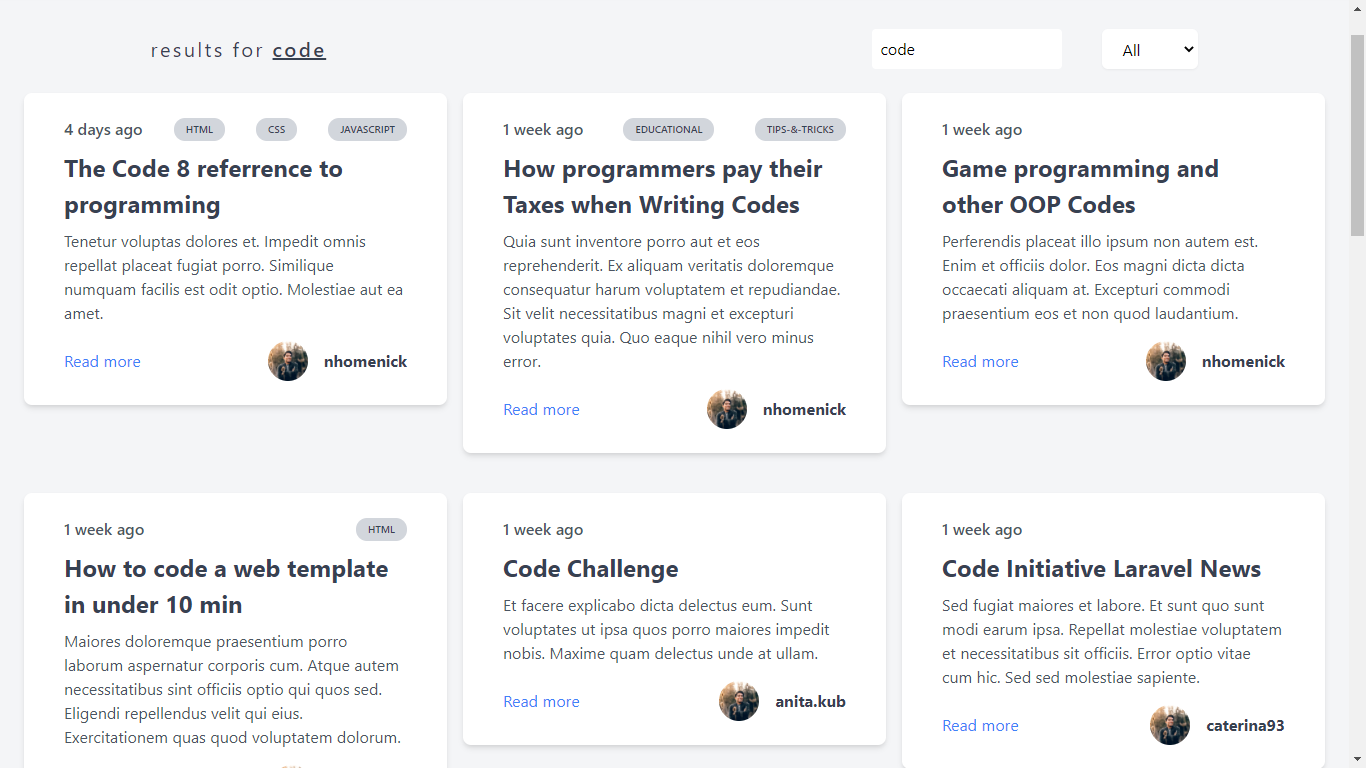 results for code
code
All
4 days ago HTML CSS JAVASCRIPT
The Code 8 referrence to
programming
Tenetur voluptas dolores et. Impedit omnis
repellat placeat fugiat porro. Similique
numquam facilis est odit optio. Molestiae aut ea
amet.
Read more nhomenick
1 week ago EDUCATIONAL TIPS-&-TRICKS
How programmers pay their
Taxes when Writing Codes
Quia sunt inventore porro aut et eos
reprehenderit. Ex aliquam veritatis doloremque
consequatur harum voluptatem et repudiandae.
Sit velit necessitatibus magni et excepturi
voluptates quia. Quo eaque nihil vero minus
error.
Read more nhomenick
1 week ago
Game programming and
other OOP Codes
Perferendis placeat illo ipsum non autem est.
Enim et officiis dolor. Eos magni dicta dicta
occaecati aliquam at. Excepturi commodi
praesentium eos et non quod laudantium.
Read more nhomenick
1 week ago HTML
How to code a web template
in under 10 min
Maiores doloremque praesentium porro
laborum aspernatur corporis cum. Atque autem
necessitatibus sint officiis optio qui quos sed.
Eligendi repellendus velit qui eius.
Exercitationem quas quod voluptatem dolorum.
1 week ago
Code Challenge
Et facere explicabo dicta delectus eum. Sunt
voluptates ut ipsa quos porro maiores impedit
nobis. Maxime quam delectus unde at ullam.
Read more anita.kub
1 week ago
Code Initiative Laravel News
Sed fugiat maiores et labore. Et sunt quo sunt
modi earum ipsa. Repellat molestiae voluptatem
et necessitatibus sit officiis. Error optio vitae
cum hic. Sed sed molestiae sapiente.
Read more caterina93